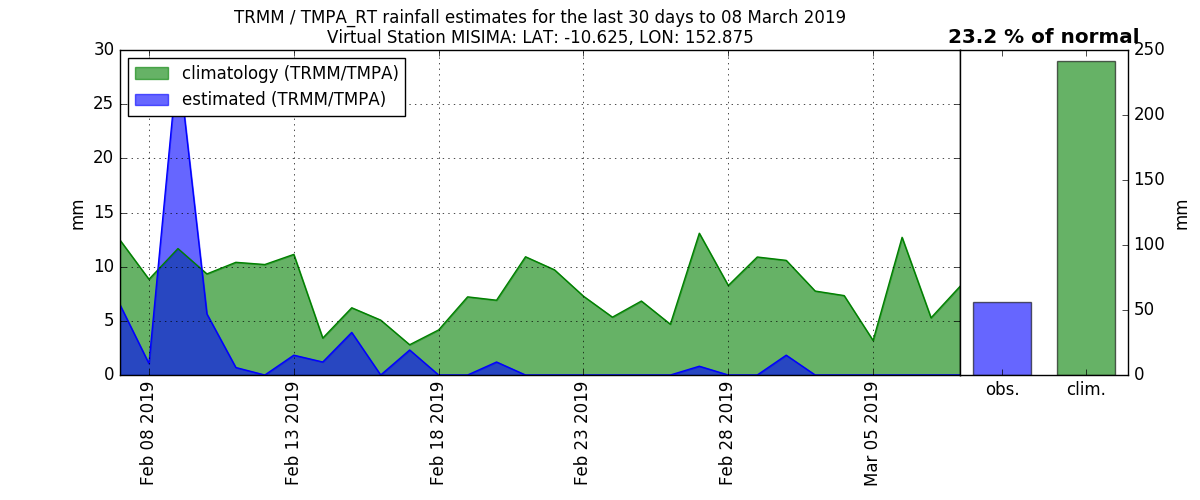 TRMM / TMPA_RT rainfall estimates for the last 30 days to 08 March 2019
Virtual Station MISIMA: LAT: -10.625, LON: 152.875
23.2 % of normal
climatology (TRMM/TMPA)
estimated (TRMM/TMPA)
30
25
20
15
10
5
0
mm
Feb 08 2019
Feb 13 2019
Feb 18 2019
Feb 23 2019
Feb 28 2019
Mar 05 2019
obs.
clim.
250
200
150
100
50
0
mm